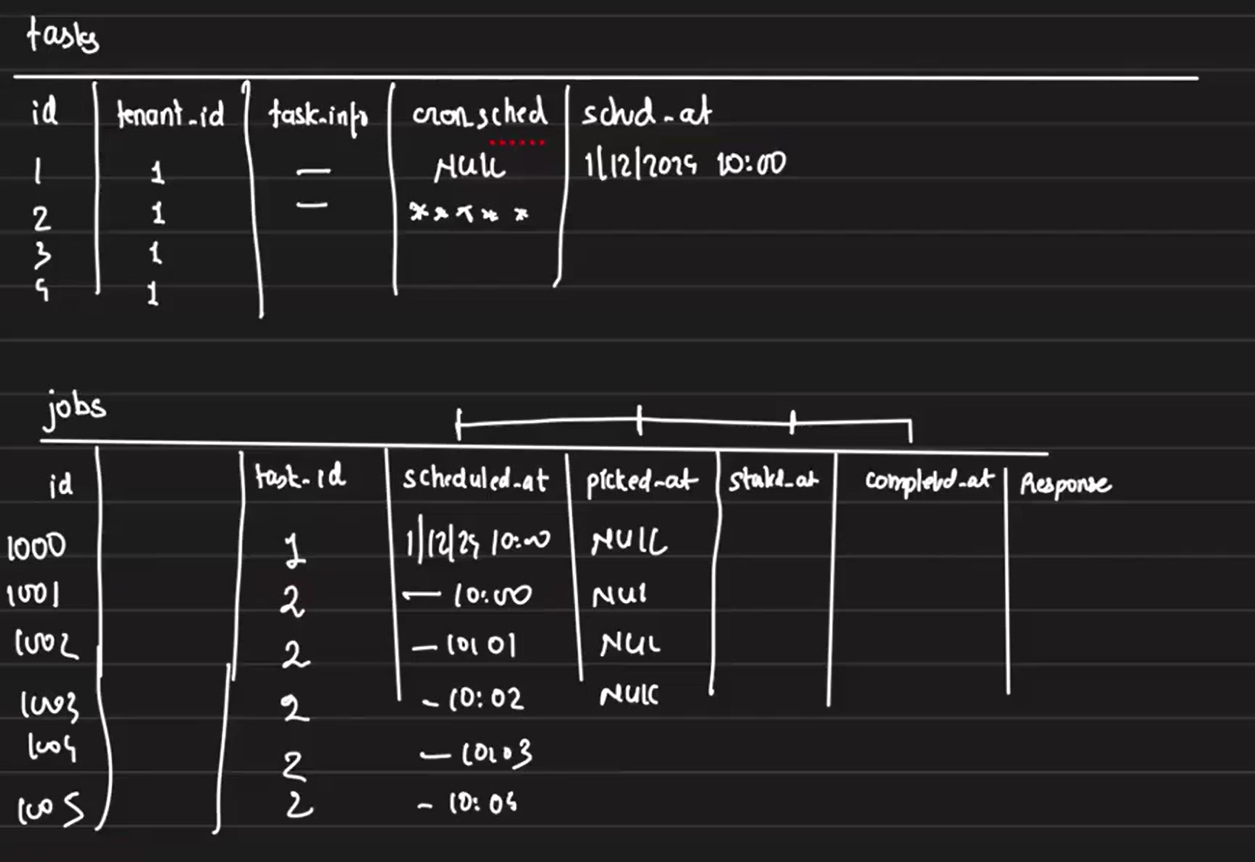 tasks
id tenant_id task_info cron_sched schd_at
1 1 NULL 1/12/2025 10:00
2 1 * * * * *
3 1
4 1
jobs
id task_id scheduled_at picked_at started_at completed_at Response
1000 1 1/12/25 10:00 NULL
1001 2 - 10:00 NUL
1002 2 - 10:01 NUL
1003 2 - 10:02 NULL
1004 2 - 10:03
1005 2 - 10:04